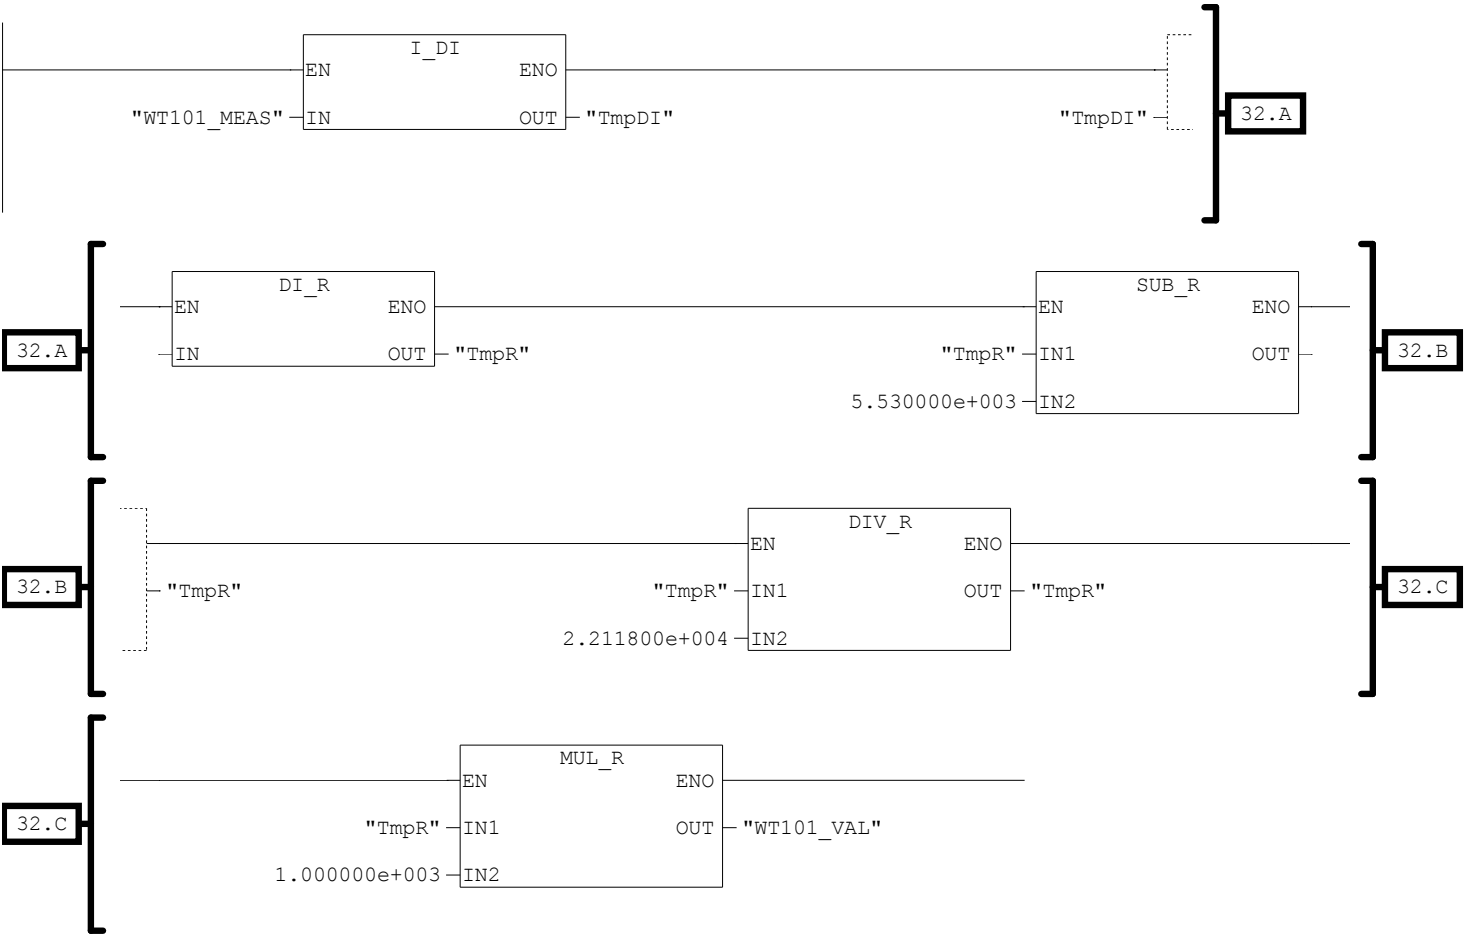 I_DI
EN ENO
"WT101_MEAS" IN OUT "TmpDI" "TmpDI" 32.A
DI_R SUB_R
EN ENO EN ENO
32.A IN OUT "TmpR" "TmpR" IN1 OUT 32.B
5.530000e+003 IN2
DIV_R
EN ENO
32.B "TmpR" "TmpR" IN1 OUT "TmpR" 32.C
2.211800e+004 IN2
MUL_R
EN ENO
32.C "TmpR" IN1 OUT "WT101_VAL"
1.000000e+003 IN2